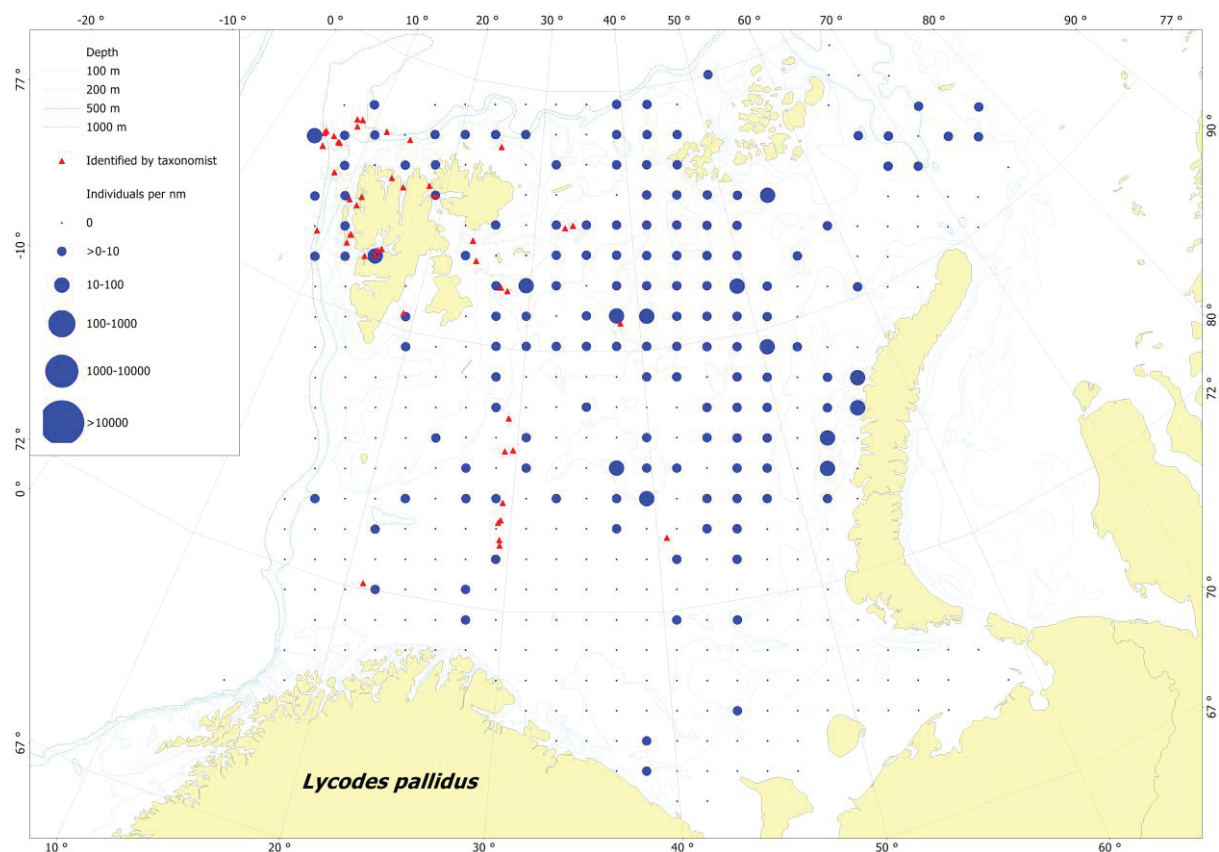 -20 ° -10 ° 0 ° 10 ° 20 ° 30 ° 40 ° 50 ° 60 ° 70 ° 80 ° 90 ° 77 °
77 °
-10 °
72 °
0 °
67 °
Depth
100 m
200 m
500 m
1000 m
Identified by taxonomist
Individuals per nm
0
>0-10
10-100
100-1000
1000-10000
>10000
90 °
80 °
72 °
70 °
67 °
Lycodes pallidus
10 ° 20 ° 30 ° 40 ° 50 ° 60 °